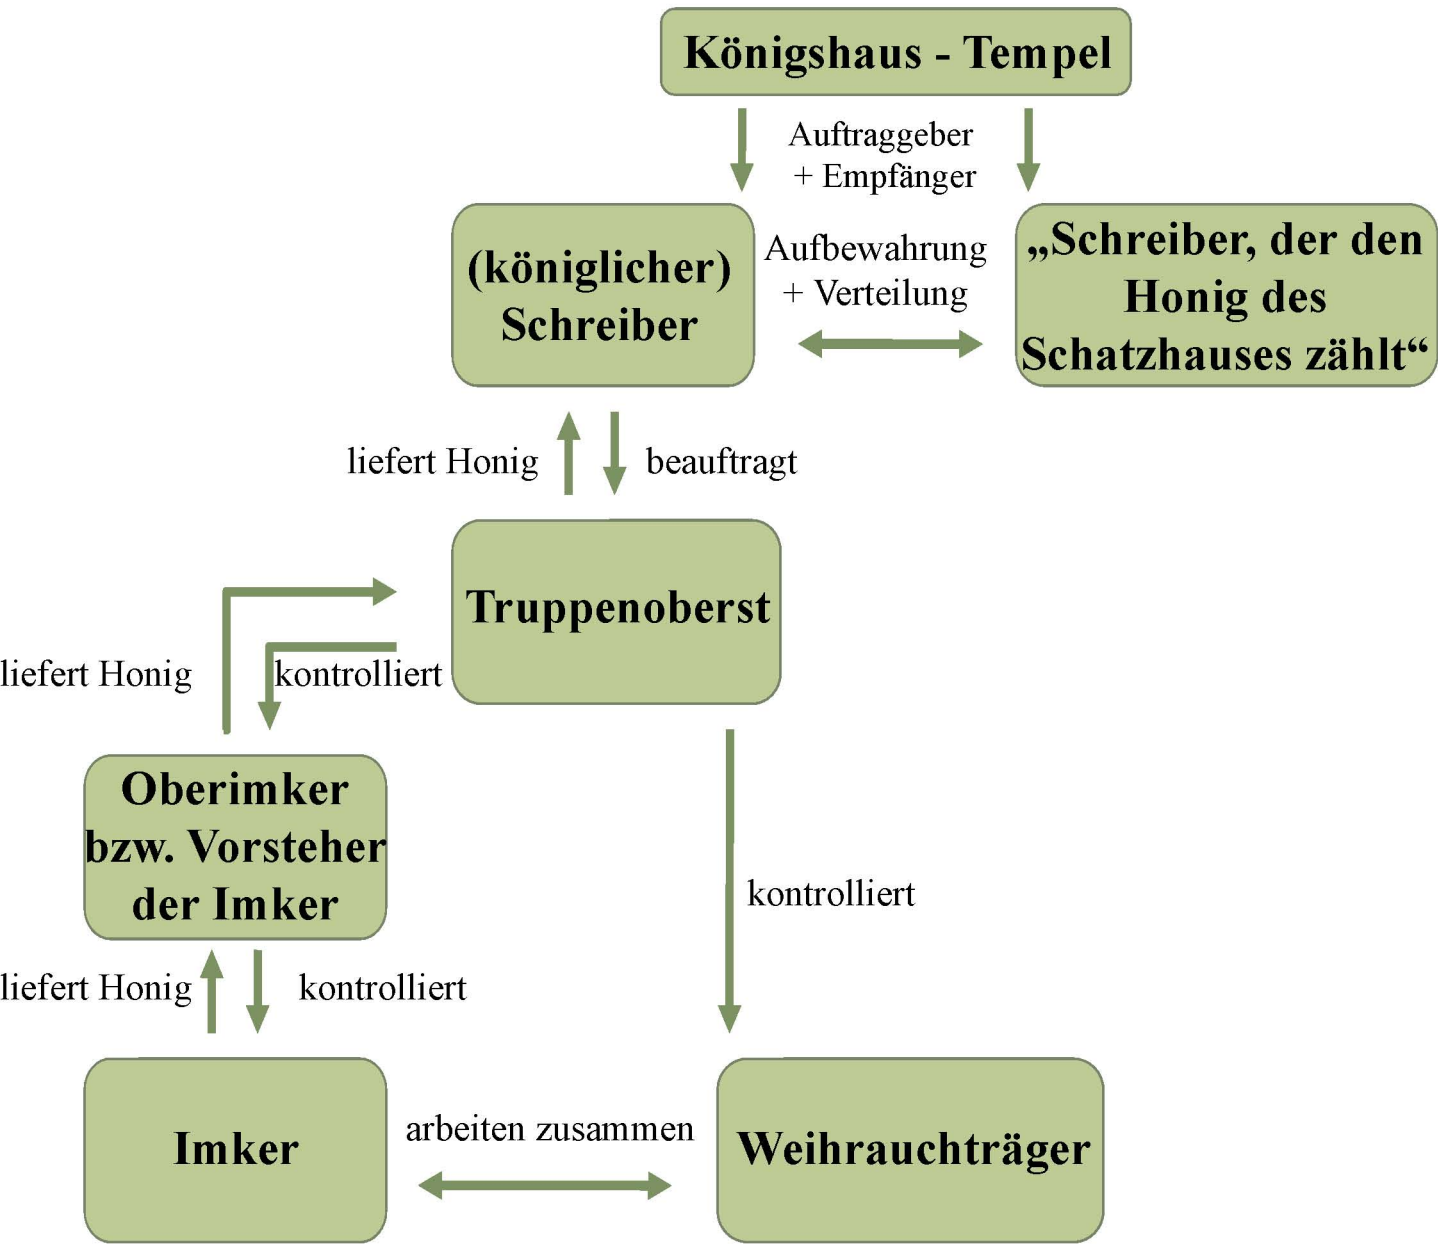 Königshaus - Tempel
Auftraggeber
+ Empfänger
(königlicher)
Schreiber
Aufbewahrung
+ Verteilung
„Schreiber, der den
Honig des
Schatzhauses zählt“
liefert Honig
beauftragt
Truppenoberst
liefert Honig
kontrolliert
Oberimker
bzw. Vorsteher
der Imker
kontrolliert
liefert Honig
kontrolliert
Imker
arbeiten zusammen
Weihrauchträger